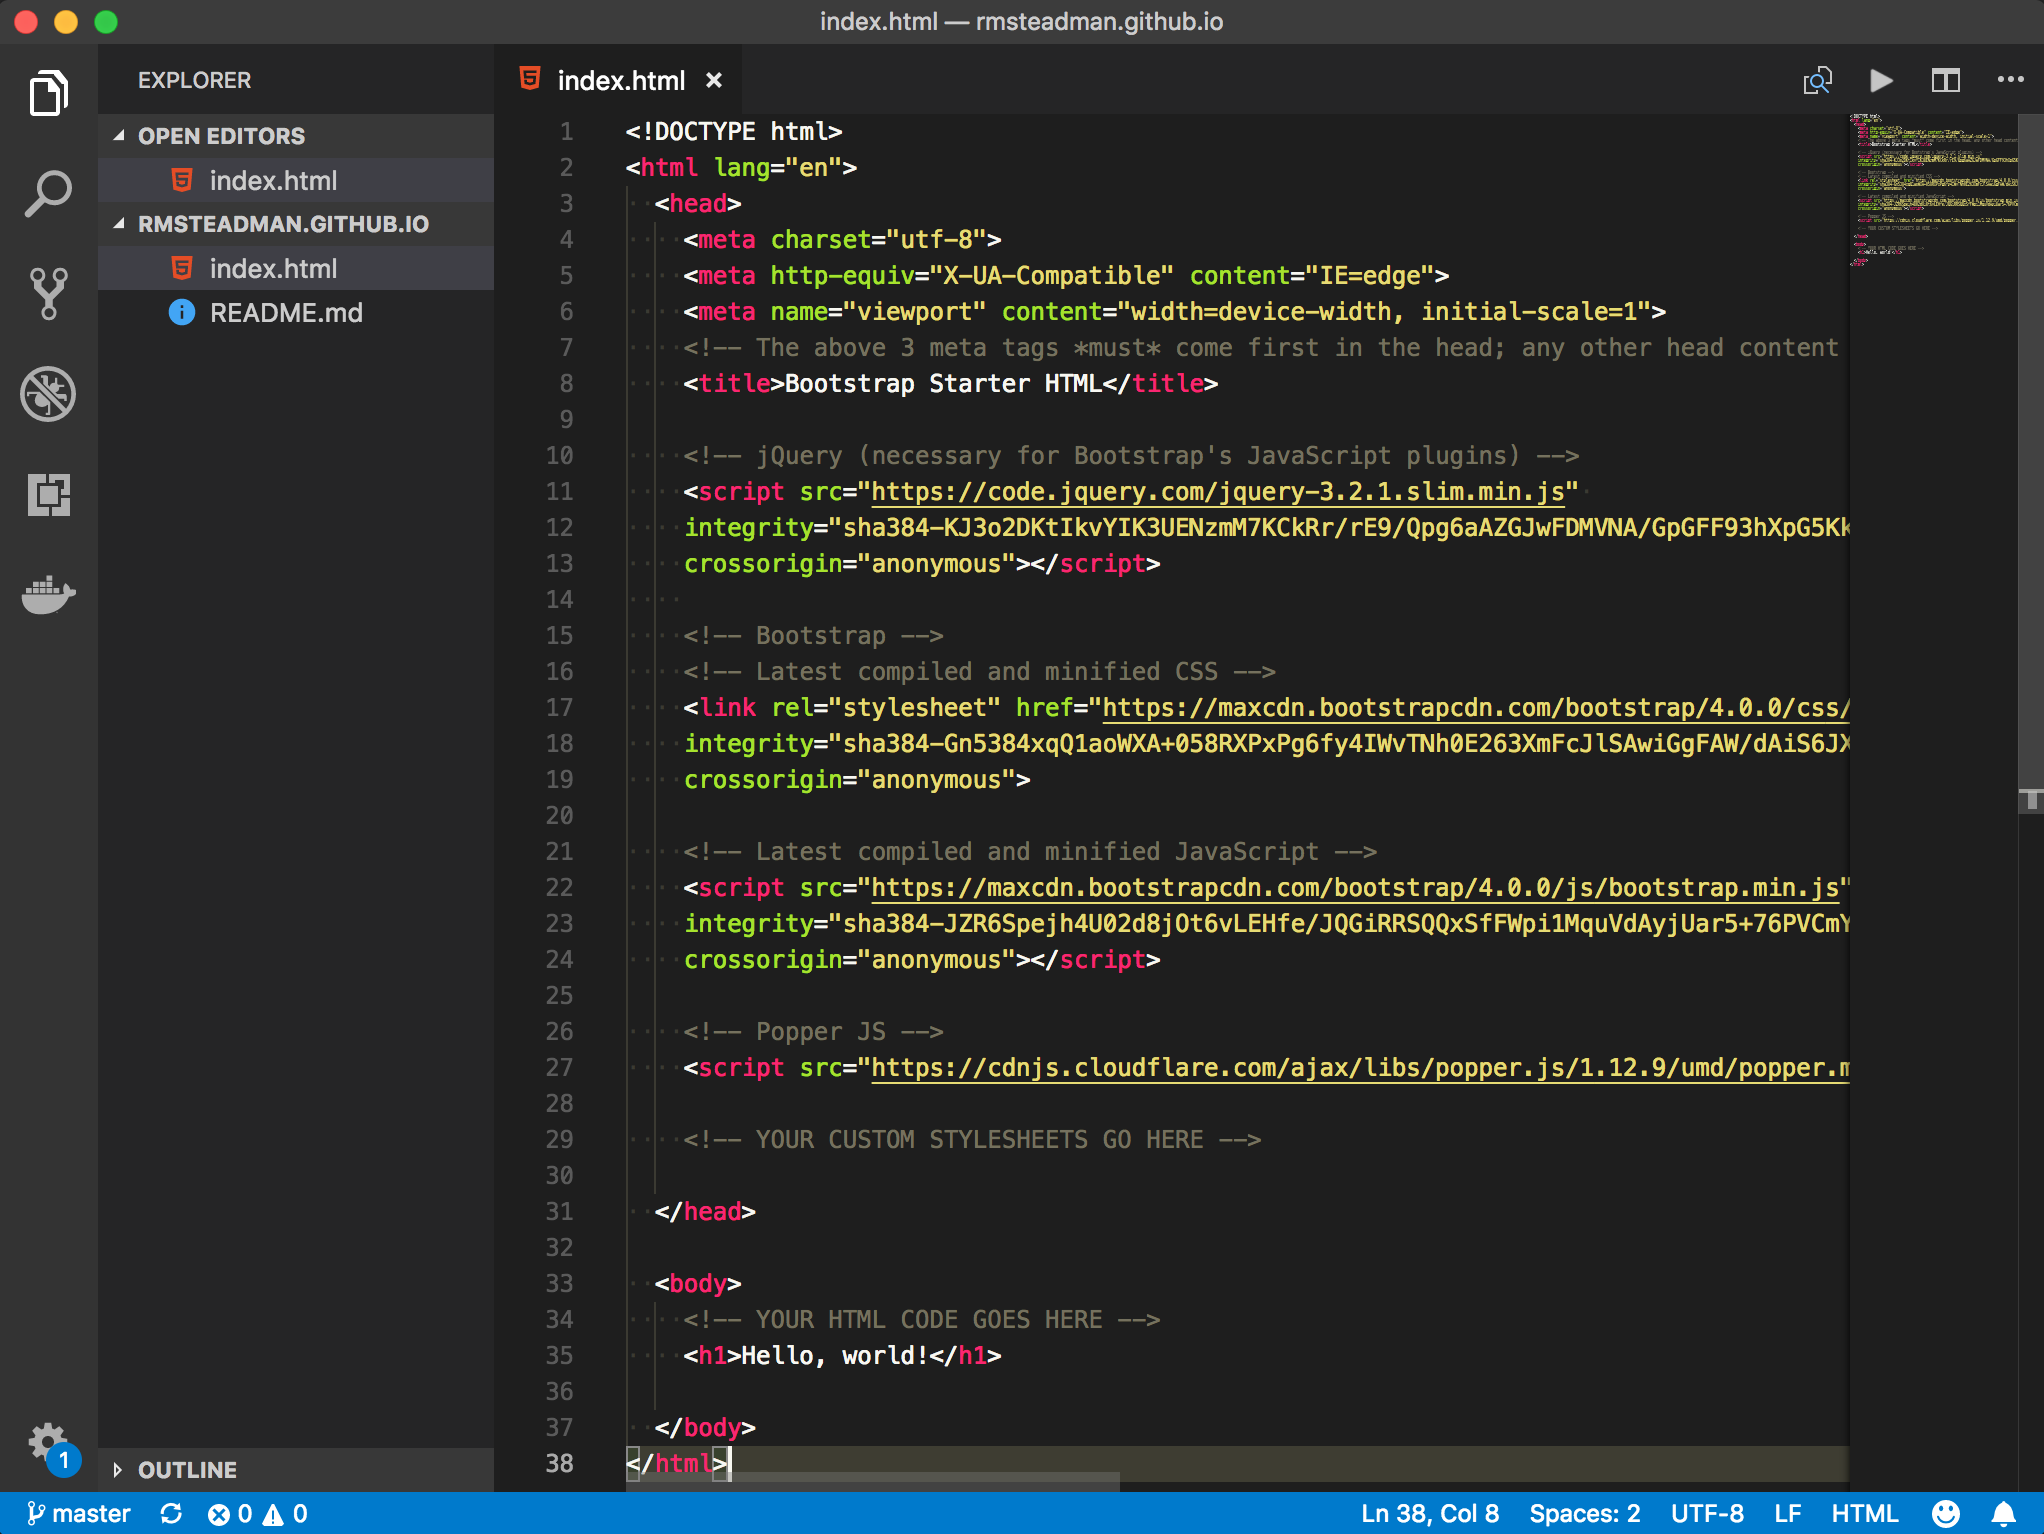 index.html — rmsteadman.github.io
EXPLORER
OPEN EDITORS
index.html
RMSTEADMAN.GITHUB.IO
index.html
README.md
OUTLINE
1
index.html ×
1 <!DOCTYPE html>
2 <html lang="en">
3 <head>
4 <meta charset="utf-8">
5 <meta http-equiv="X-UA-Compatible" content="IE=edge">
6 <meta name="viewport" content="width=device-width, initial-scale=1">
7 <!-- The above 3 meta tags *must* come first in the head; any other head content
8 <title>Bootstrap Starter HTML</title>
9
10 <!-- jQuery (necessary for Bootstrap's JavaScript plugins) -->
11 <script src="https://code.jquery.com/jquery-3.2.1.slim.min.js"
12 integrity="sha384-KJ3o2DKtIkvYIK3UENzmM7KCkRr/rE9/Qpg6aAZGJwFDMVNA/GpGFF93hXpG5Kk
13 crossorigin="anonymous"></script>
14
15 <!-- Bootstrap -->
16 <!-- Latest compiled and minified CSS -->
17 <link rel="stylesheet" href="https://maxcdn.bootstrapcdn.com/bootstrap/4.0.0/css/
18 integrity="sha384-Gn5384xqQ1aoWXA+058RXPxPg6fy4IWvTNh0E263XmFcJlSAwiGgFAW/dAiS6JX
19 crossorigin="anonymous">
20
21 <!-- Latest compiled and minified JavaScript -->
22 <script src="https://maxcdn.bootstrapcdn.com/bootstrap/4.0.0/js/bootstrap.min.js"
23 integrity="sha384-JZR6Spejh4U02d8jOt6vLEHfe/JQGiRRSQQxSfFWpi1MquVdAyjUar5+76PVCmY
24 crossorigin="anonymous"></script>
25
26 <!-- Popper JS -->
27 <script src="https://cdnjs.cloudflare.com/ajax/libs/popper.js/1.12.9/umd/popper.m
28
29 <!-- YOUR CUSTOM STYLESHEETS GO HERE -->
30
31 </head>
32
33 <body>
34 <!-- YOUR HTML CODE GOES HERE -->
35 <h1>Hello, world!</h1>
36
37 </body>
38 </html>
master 0 0 Ln 38, Col 8 Spaces: 2 UTF-8 LF HTML